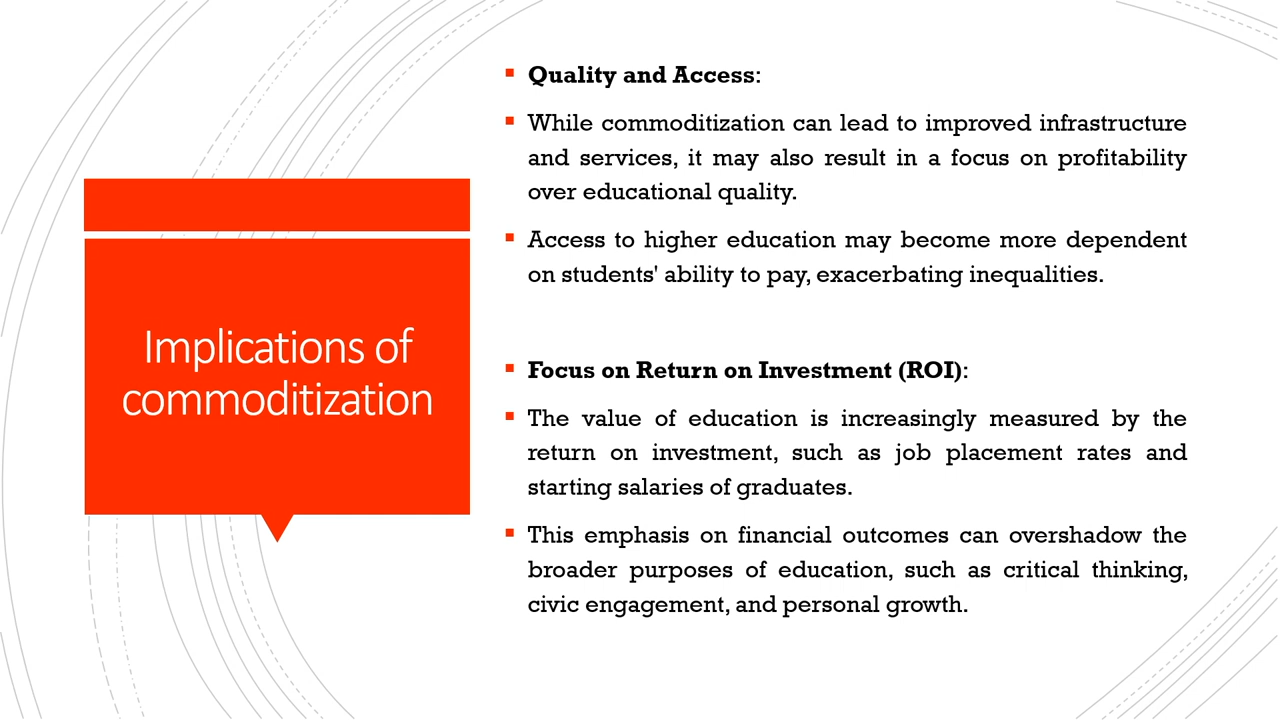 Implications of
commoditization
Quality and Access:
While commoditization can lead to improved infrastructure
and services, it may also result in a focus on profitability
over educational quality.
Access to higher education may become more dependent
on students' ability to pay, exacerbating inequalities.
Focus on Return on Investment (ROI):
The value of education is increasingly measured by the
return on investment, such as job placement rates and
starting salaries of graduates.
This emphasis on financial outcomes can overshadow the
broader purposes of education, such as critical thinking,
civic engagement, and personal growth.